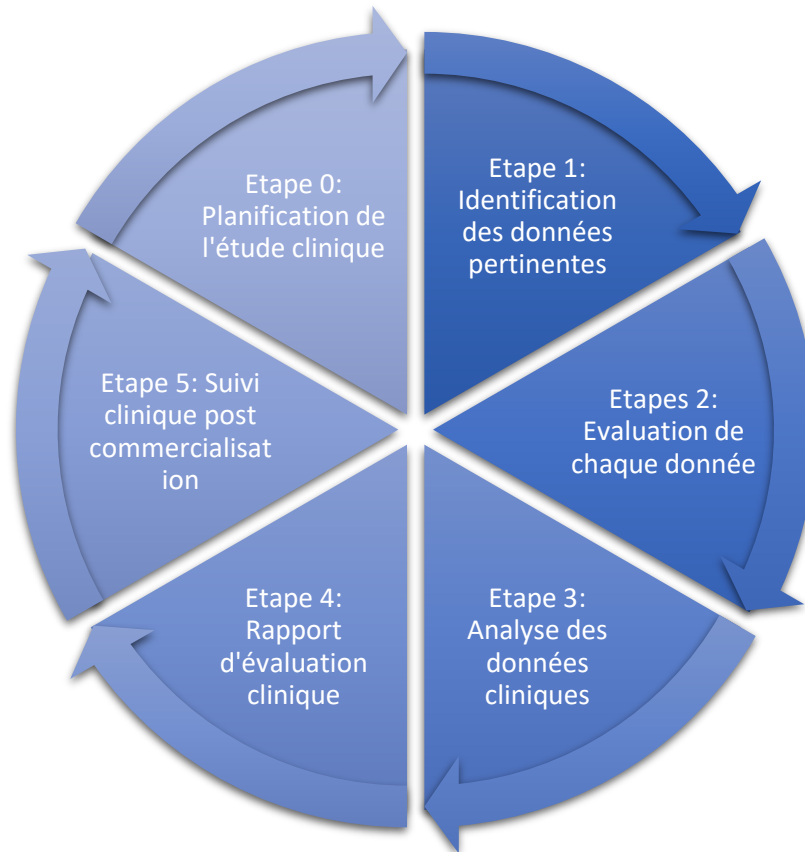 Etape 0:
Planification de
l'étude clinique
Etape 1:
Identification
des données
pertinentes
Etapes 2:
Evaluation de
chaque donnée
Etape 3:
Analyse des
données
cliniques
Etape 4:
Rapport
d'évaluation
clinique
Etape 5: Suivi
clinique post
commercialisat
ion